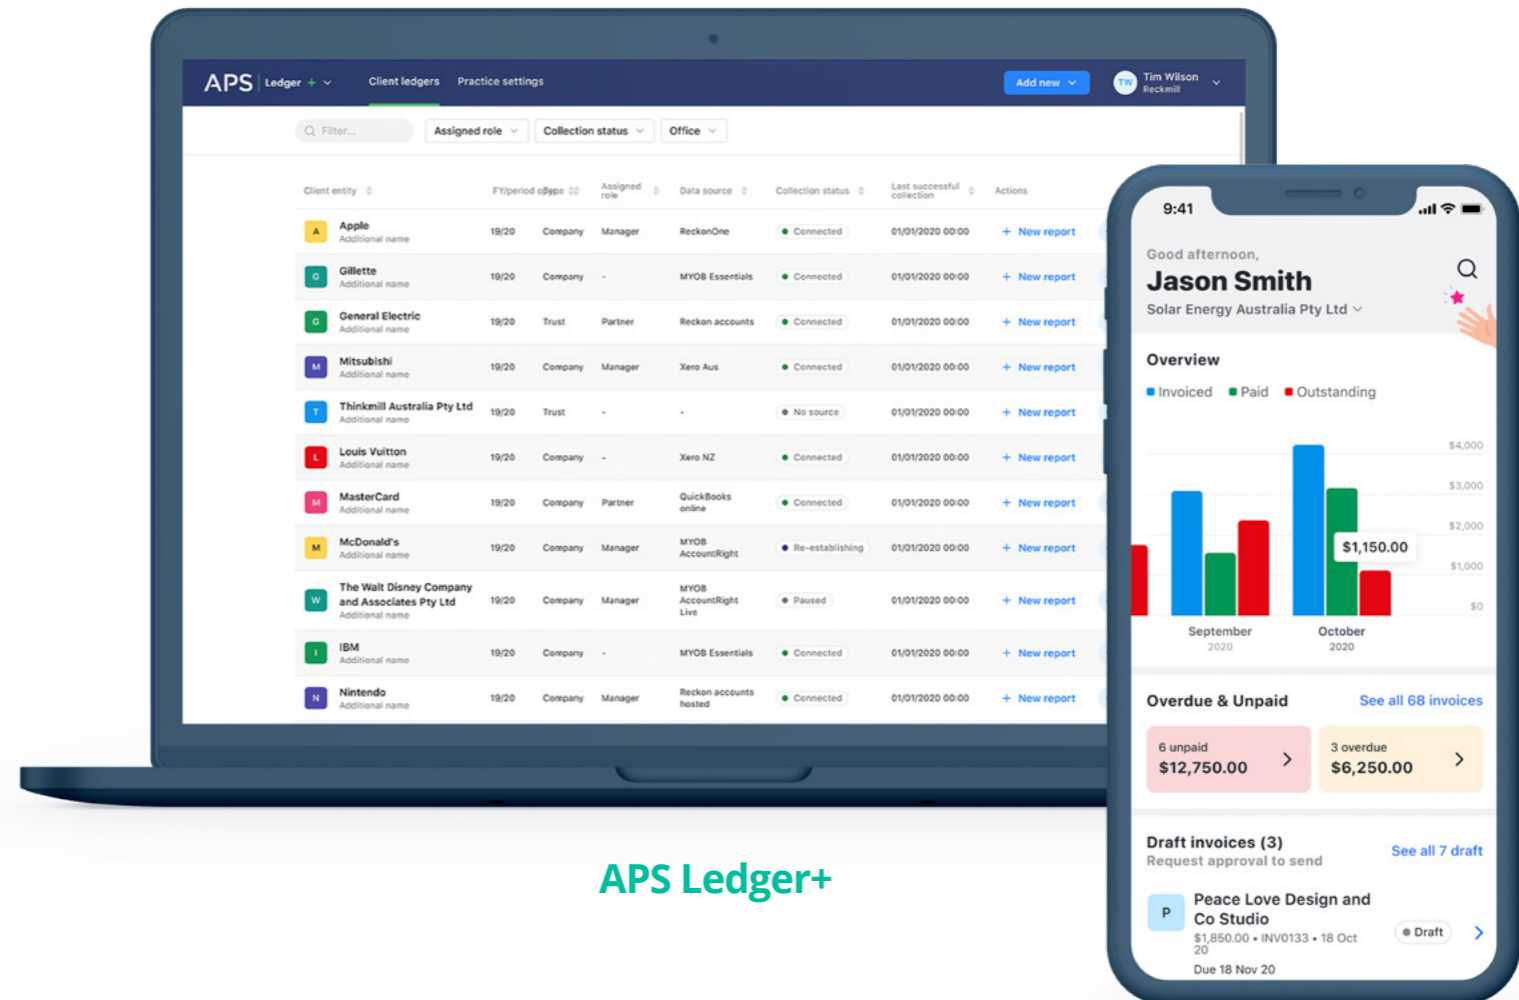 APS Ledger +
Client ledgers Practice settings
Add new
TW Tim Wilson
Reckmill
Filter...
Assigned role Collection status Office
Client entity FY/period Type Assigned role Data source Collection status Last successful collection Actions
A Apple 19/20 Company Manager ReckonOne Connected 01/01/2020 00:00 + New report
Additional name
G Gillette 19/20 Company - MYOB Essentials Connected 01/01/2020 00:00 + New report
Additional name
G General Electric 19/20 Trust Partner Reckon accounts Connected 01/01/2020 00:00 + New report
Additional name
M Mitsubishi 19/20 Company Manager Xero Aus Connected 01/01/2020 00:00 + New report
Additional name
T Thinkmill Australia Pty Ltd 19/20 Trust - - No source 01/01/2020 00:00 + New report
Additional name
L Louis Vuitton 19/20 Company - Xero NZ Connected 01/01/2020 00:00 + New report
Additional name
M MasterCard 19/20 Company Partner QuickBooks online Connected 01/01/2020 00:00 + New report
Additional name
M McDonald's 19/20 Company Manager MYOB AccountRight Re-establishing 01/01/2020 00:00 + New report
Additional name
W The Walt Disney Company and Associates Pty Ltd 19/20 Company Manager MYOB AccountRight Live Paused 01/01/2020 00:00 + New report
Additional name
I IBM 19/20 Company - MYOB Essentials Connected 01/01/2020 00:00 + New report
Additional name
N Nintendo 19/20 Company Manager Reckon accounts hosted Connected 01/01/2020 00:00 + New report
Additional name
APS Ledger+
9:41
Good afternoon,
Jason Smith
Solar Energy Australia Pty Ltd
Overview
Invoiced Paid Outstanding
$4,000
$3,000
$2,000
$1,150.00
$1,000
$0
September October
2020 2020
Overdue & Unpaid See all 68 invoices
6 unpaid 3 overdue
$12,750.00 $6,250.00
Draft invoices (3) See all 7 draft
Request approval to send
P Peace Love Design and
Co Studio
$1,850.00 • INV0133 • 18 Oct
20
Draft
Due 18 Nov 20